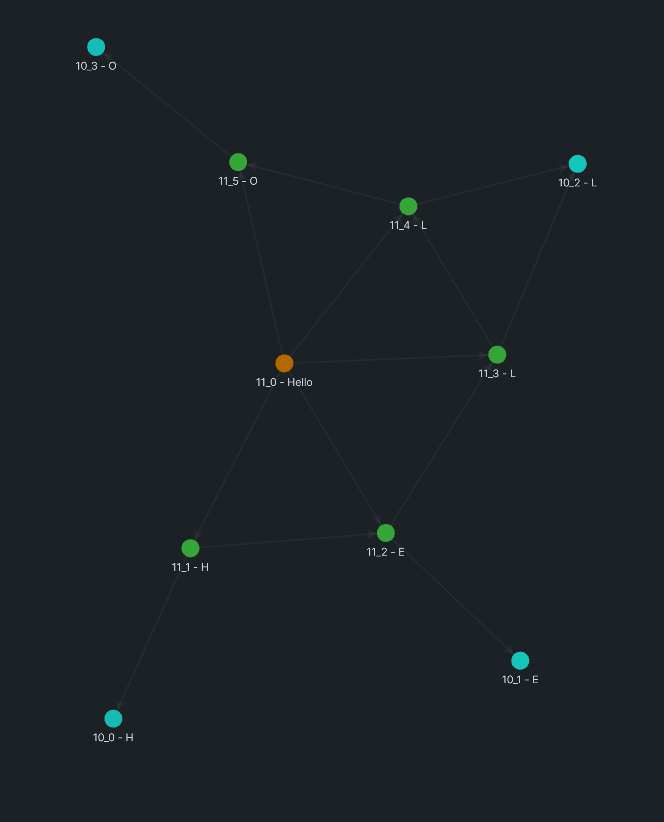 10_3 - O
11_5 - O
10_2 - L
11_4 - L
11_3 - L
11_0 - Hello
11_2 - E
11_1 - H
10_1 - E
10_0 - H